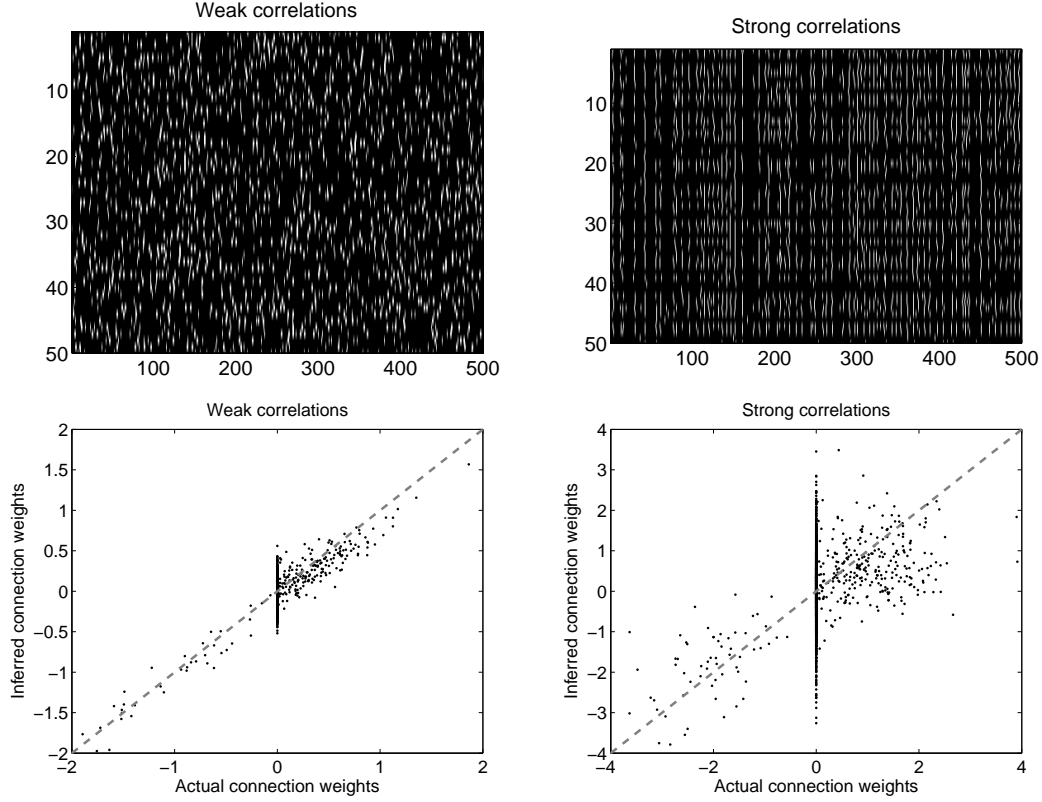 Weak correlations
10
20
30
40
50
100 200 300 400 500
Strong correlations
10
20
30
40
50
100 200 300 400 500
Weak correlations
Inferred connection weights
2
1.5
1
0.5
0
−0.5
−1
−1.5
−2
−2 −1 0 1 2
Actual connection weights
Strong correlations
Inferred connection weights
4
3
2
1
0
−1
−2
−3
−4
−4 −2 0 2 4
Actual connection weights